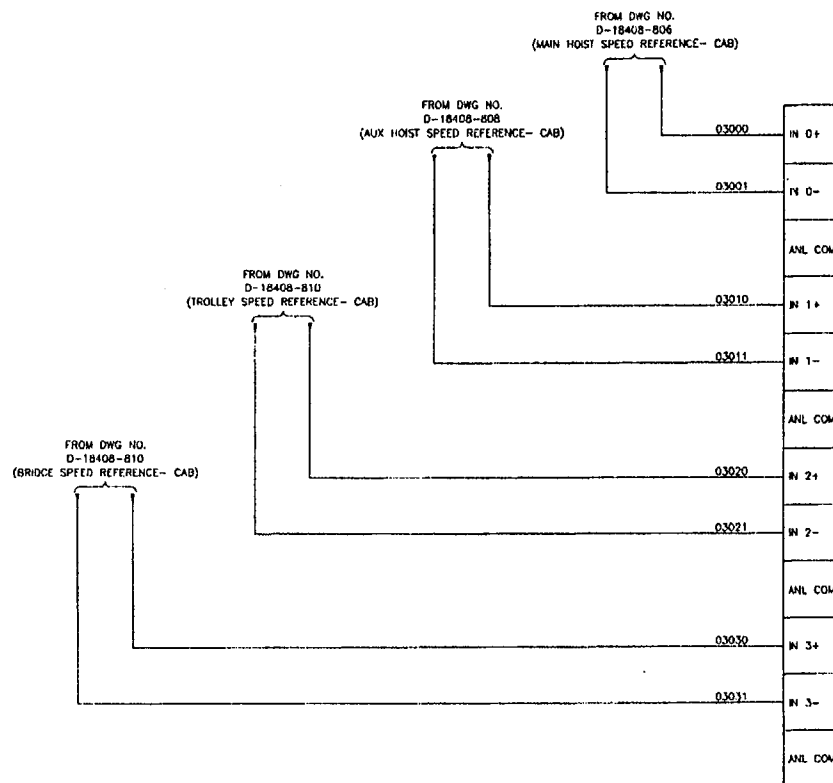 FROM DWG NO.
D-18408-806
(MAIN HOIST SPEED REFERENCE- CAB)
03000
IN 0+
03001
IN 0-
ANL COM
FROM DWG NO.
D-18408-808
(AUX HOIST SPEED REFERENCE- CAB)
03010
IN 1+
03011
IN 1-
ANL COM
FROM DWG NO.
D-18408-810
(TROLLEY SPEED REFERENCE- CAB)
03020
IN 2+
03021
IN 2-
ANL COM
FROM DWG NO.
D-18408-810
(BRIDGE SPEED REFERENCE- CAB)
03030
IN 3+
03031
IN 3-
ANL COM